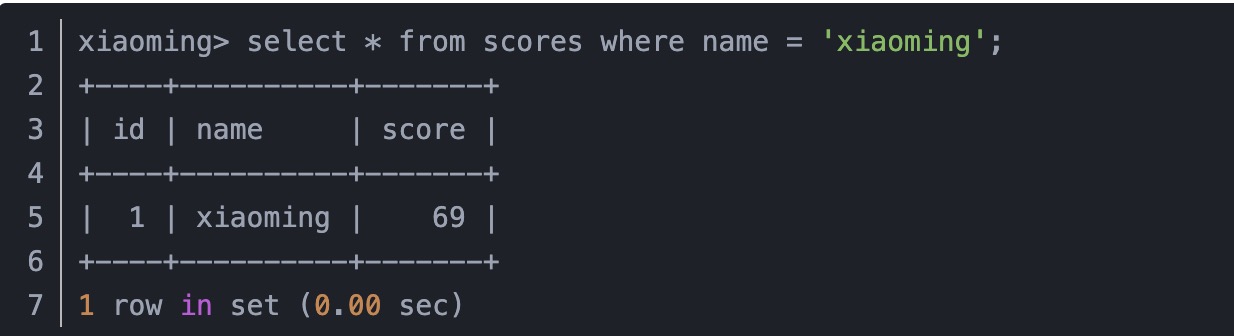 1 xiaoming> select * from scores where name = 'xiaoming';
2 +----+----------+-------+
3 | id | name     | score |
4 +----+----------+-------+
5 |  1 | xiaoming |    69 |
6 +----+----------+-------+
7 1 row in set (0.00 sec)